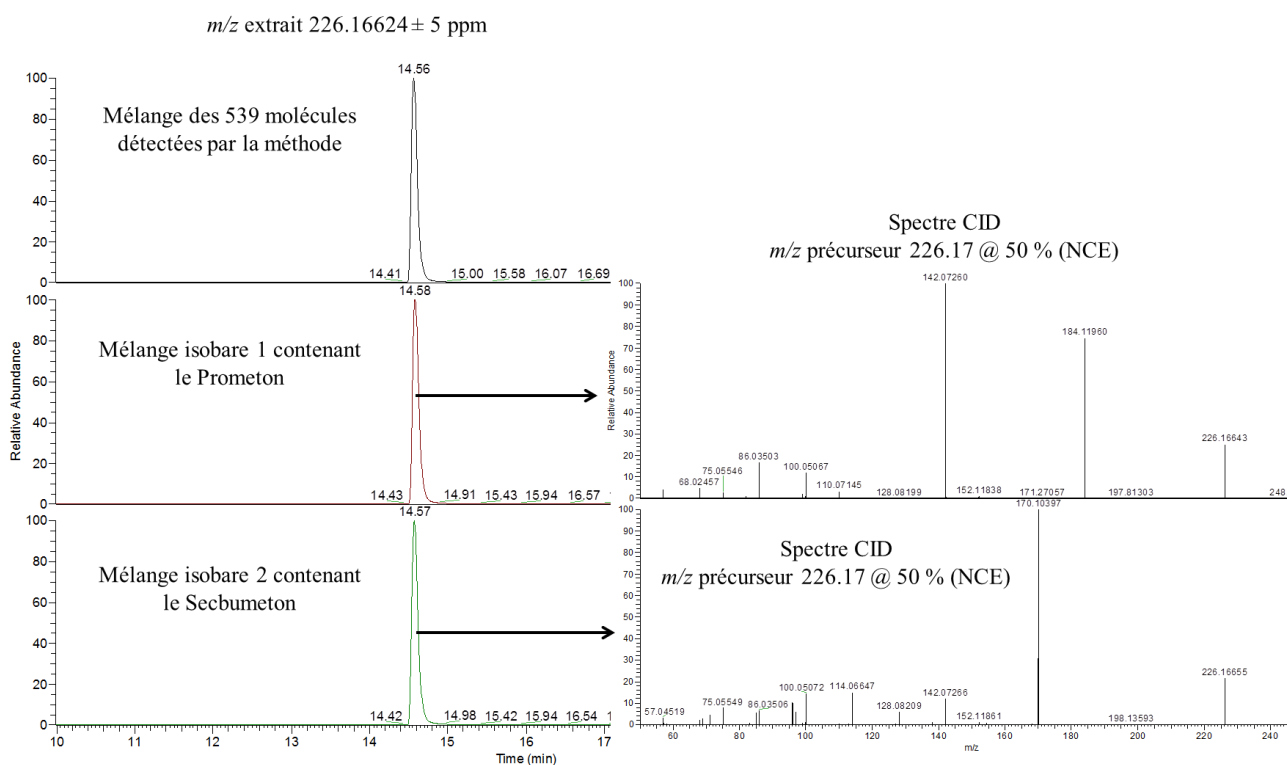 m/z extrait 226.16624 ± 5 ppm
14.56
100
80
60
40
20
0
Mélange des 539 molécules
détectées par la méthode
14.41 15.00 15.58 16.07 16.69
14.58
100
80
60
40
20
0
Mélange isobare 1 contenant
le Prometon
14.43 14.91 15.43 15.94 16.57
Relative Abundance
14.57
100
80
60
40
20
0
Mélange isobare 2 contenant
le Secbumeton
14.42 14.98 15.42 15.94 16.54 1
10 11 12 13 14 15 16 17
Time (min)
Spectre CID
m/z précurseur 226.17 @ 50 % (NCE)
142.07260
100
90
80
70
60
50
40
30
20
10
0
Relative Abundance
184.11960
226.16643
68.02457 75.05546 86.03503 100.05067 110.07145 128.08199 152.11838 171.27057 197.81303 248
170.10397
100
90
80
70
60
50
40
30
20
10
0
Spectre CID
m/z précurseur 226.17 @ 50 % (NCE)
226.16655
57.04519 75.05549 86.03506 100.05072 114.06647 128.08209 142.07266 152.11861 198.13593
60 80 100 120 140 160 180 200 220 240
m/z